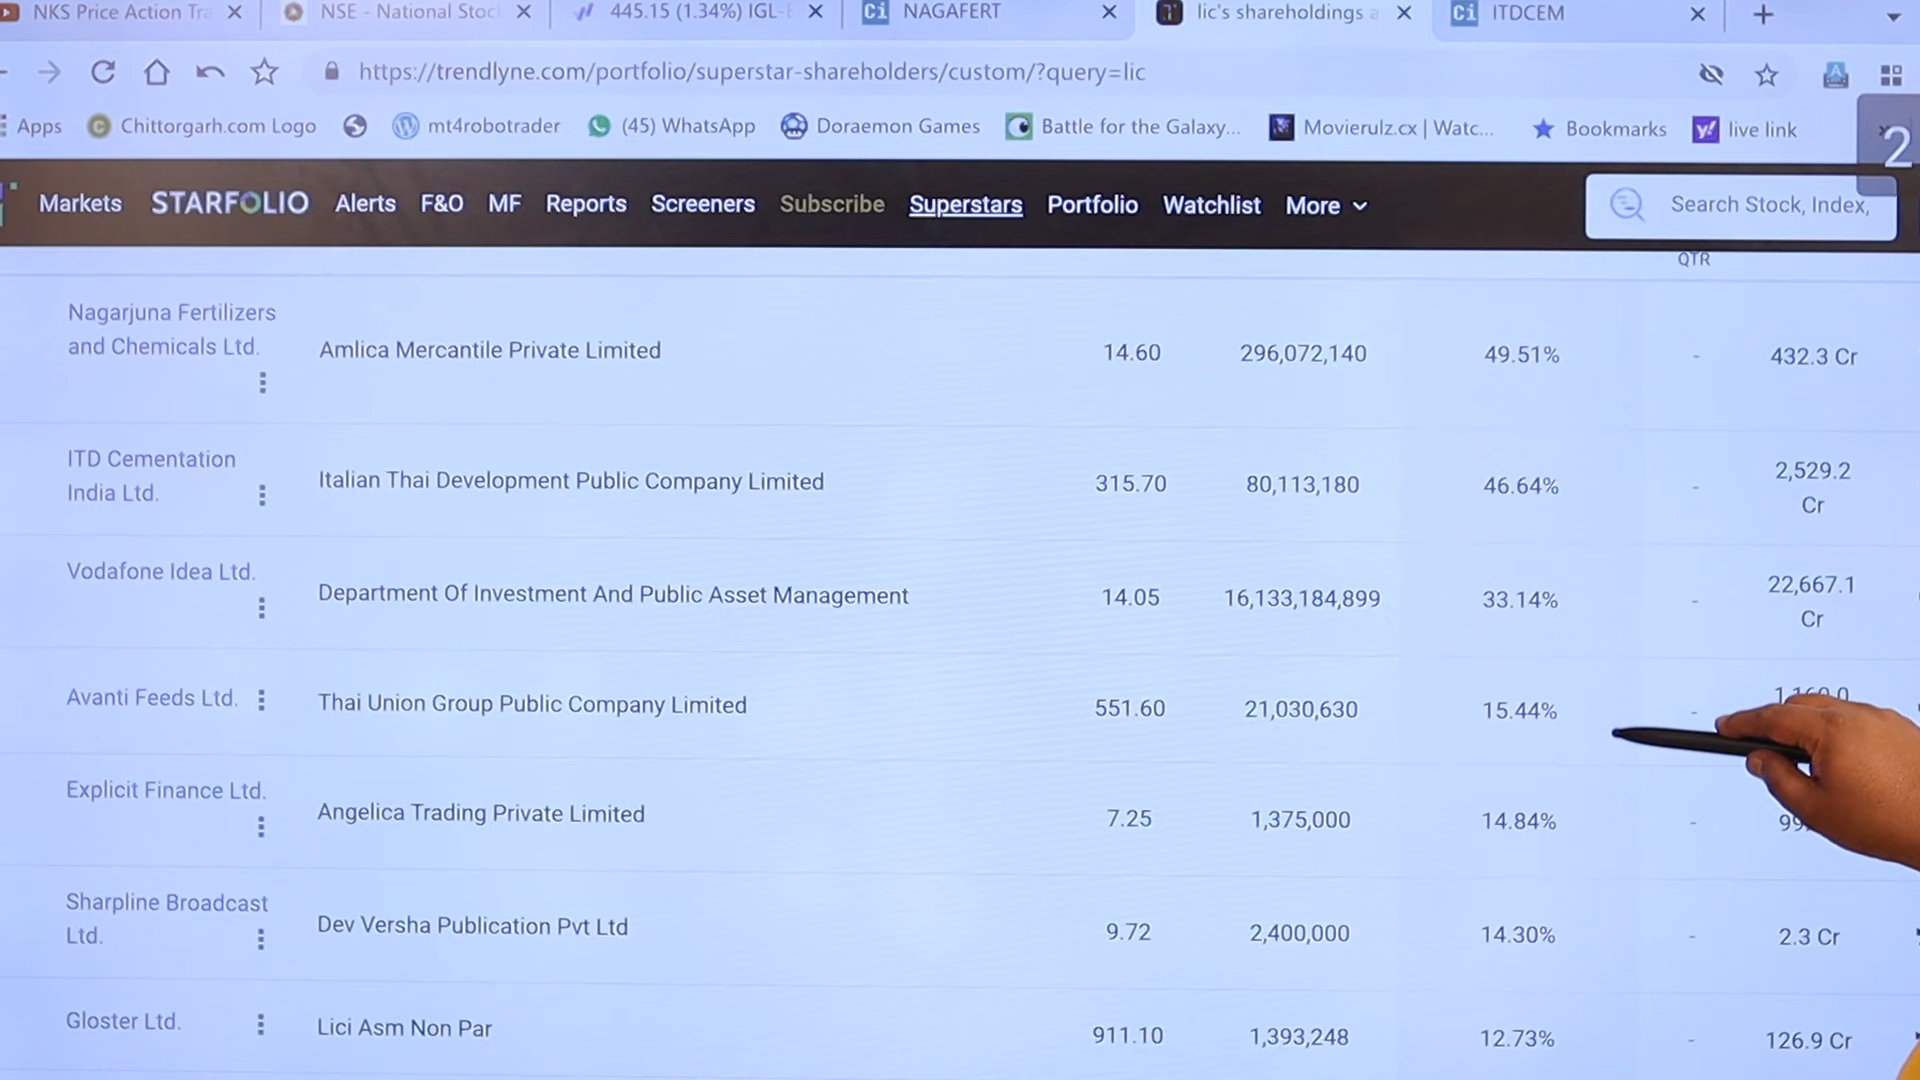 NKS Price Action Tra
NSE - National Stoc
445.15 (1.34%) IGL-E
Ci NAGAFERT
lic's shareholdings a
Ci ITDCEM
https://trendlyne.com/portfolio/superstar-shareholders/custom/?query=lic
Apps
Chittorgarh.com Logo
mt4robotrader
(45) WhatsApp
Doraemon Games
Battle for the Galaxy...
Movierulz.cx | Watc...
Bookmarks
live link
2
Markets STARFOLIO Alerts F&O MF Reports Screeners Subscribe Superstars Portfolio Watchlist More
Search Stock, Index,
QTR
Nagarjuna Fertilizers
and Chemicals Ltd.
Amlica Mercantile Private Limited 14.60 296,072,140 49.51% - 432.3 Cr
ITD Cementation
India Ltd.
Italian Thai Development Public Company Limited 315.70 80,113,180 46.64% - 2,529.2
Cr
Vodafone Idea Ltd.
Department Of Investment And Public Asset Management 14.05 16,133,184,899 33.14% - 22,667.1
Cr
Avanti Feeds Ltd. Thai Union Group Public Company Limited 551.60 21,030,630 15.44% -
Explicit Finance Ltd.
Angelica Trading Private Limited 7.25 1,375,000 14.84% -
Sharpline Broadcast
Ltd.
Dev Versha Publication Pvt Ltd 9.72 2,400,000 14.30% - 2.3 Cr
Gloster Ltd. Lici Asm Non Par 911.10 1,393,248 12.73% - 126.9 Cr